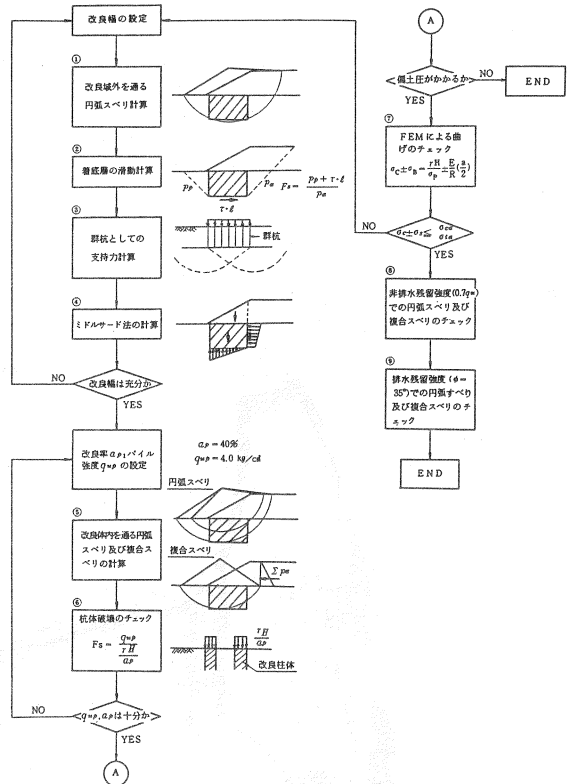 改良幅の設定
①
改良域外を通る
円弧スベリ計算
②
着底層の滑動計算
pp
pa
τ・ℓ
Fs = pp + τ・ℓ / pa
③
群杭としての
支持力計算
群杭
④
ミドルサード法の計算
改良幅は充分か
NO
YES
改良率ap,パイル
強度qupの設定
ap = 40%
qup = 4.0 kg/cm²
円弧スベリ
⑤
改良体内を通る円弧
スベリ及び複合ス
ベリの計算
複合スベリ
Σpa
⑥
杭体破壊のチェック
Fs = qup / (γH / ap)
γH / ap
改良柱体
qup, apは十分か
NO
YES
A
A
偏土圧がかかるか
NO
END
YES
⑦
FEMによる曲
げのチェック
σC±σB = γH/σP ± E/R (a/2)
σc±σs ≤ σca σta
NO
YES
⑧
非排水残留強度(0.7qu)
での円弧スベリ及び
複合スベリのチェック
⑨
排水残留強度(φ=
35°)での円弧すべり
及び複合スベリのチ
ェック
END